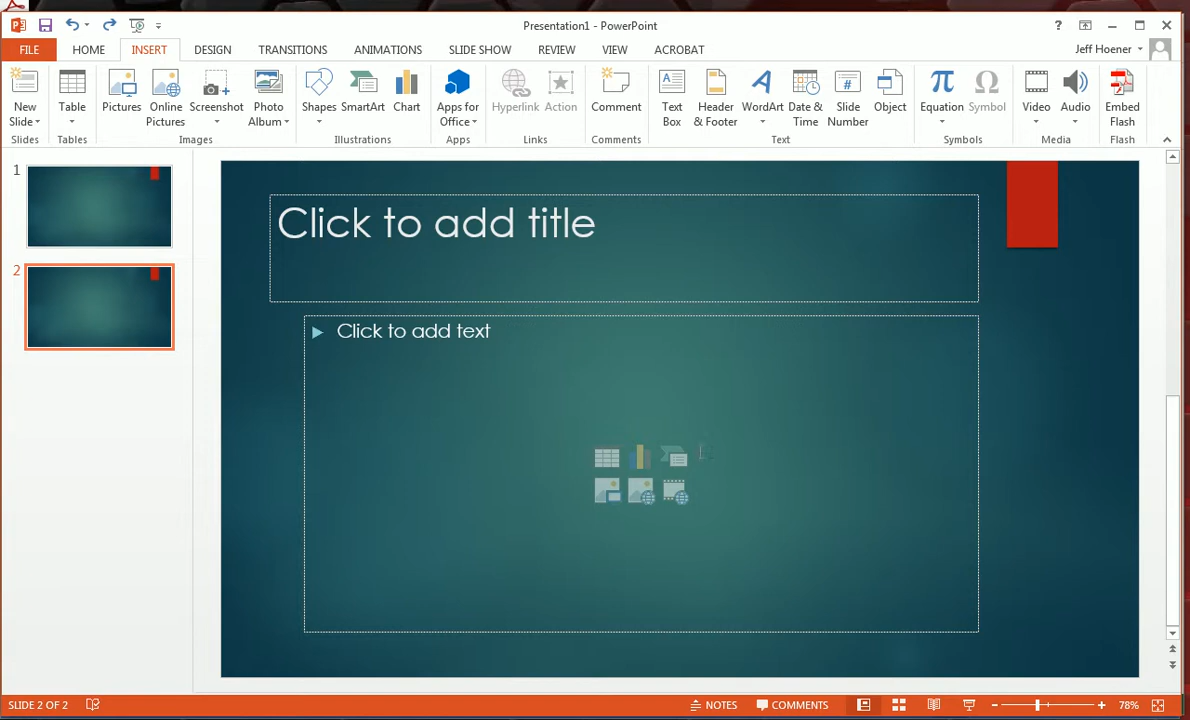 Presentation1 - PowerPoint
?
FILE HOME INSERT DESIGN TRANSITIONS ANIMATIONS SLIDE SHOW REVIEW VIEW ACROBAT
Jeff Hoener
New Slide
Table
Pictures
Online Pictures
Screenshot
Photo Album
Shapes
SmartArt
Chart
Apps for Office
Hyperlink
Action
Comment
Text Box
Header & Footer
WordArt
Date & Time
Slide Number
Object
Equation
Symbol
Video
Audio
Embed Flash
Slides Tables Images Illustrations Apps Links Comments Text Symbols Media Flash
1
2
Click to add title
Click to add text
SLIDE 2 OF 2
NOTES COMMENTS 78%